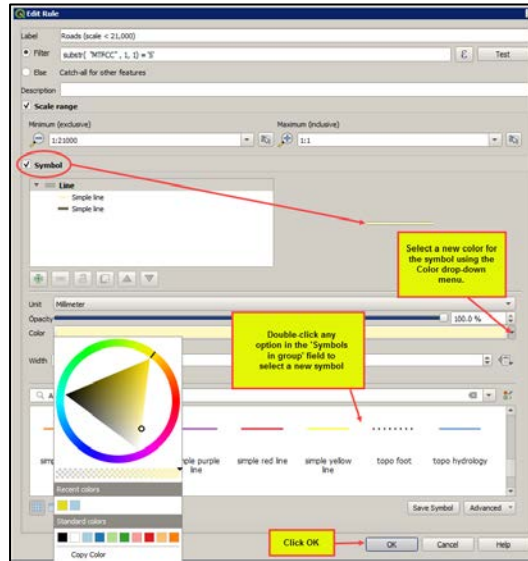 Edit Rule
Label Roads (scale < 21,000)
Filter substr( "MTFCC" , 1, 1) = 'S' ε Test
Else Catch-all for other features
Description
Scale range
Minimum (exclusive) Maximum (inclusive)
1:21000 1:1
Symbol
Line
Simple line
Simple line
Select a new color for
the symbol using the
Color drop-down
menu.
Unit Millimeter
Opacity 100.0 %
Color
Width
Double-click any
option in the 'Symbols
in group' field to
select a new symbol
simple purple
line
simple red line
simple yellow
line
topo foot
topo hydrology
Recent colors
Save Symbol Advanced
Standard colors
Copy Color
Click OK
OK Cancel Help